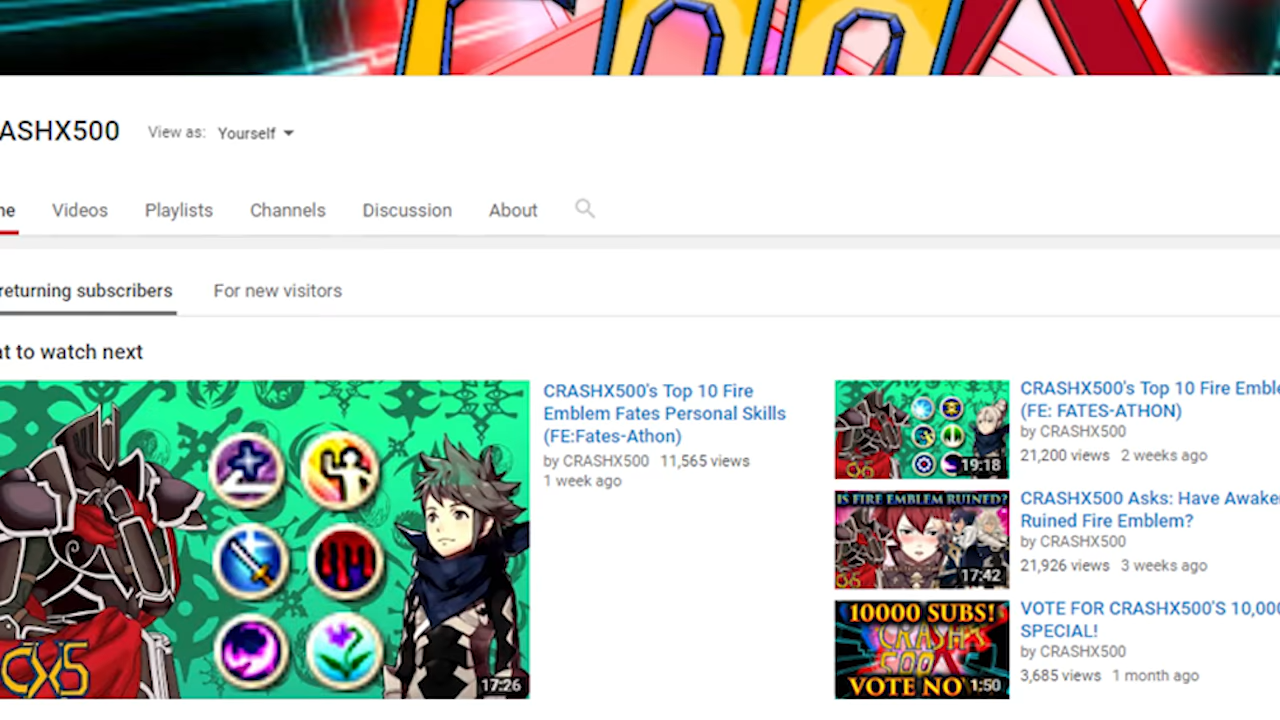 ASHX500 View as: Yourself
ne Videos Playlists Channels Discussion About
returning subscribers For new visitors
at to watch next
CRASHX500's Top 10 Fire
Emblem Fates Personal Skills
(FE:Fates-Athon)
by CRASHX500 11,565 views
1 week ago
CX5
17:26
CRASHX500's Top 10 Fire Emble
(FE: FATES-ATHON)
by CRASHX500
21,200 views 2 weeks ago
19:18
IS FIRE EMBLEM RUINED?
CRASHX500 Asks: Have Awake
Ruined Fire Emblem?
by CRASHX500
21,926 views 3 weeks ago
17:42
10000 SUBS!
CRASHX
500
VOTE NO
1:50
VOTE FOR CRASHX500'S 10,000
SPECIAL!
by CRASHX500
3,685 views 1 month ago